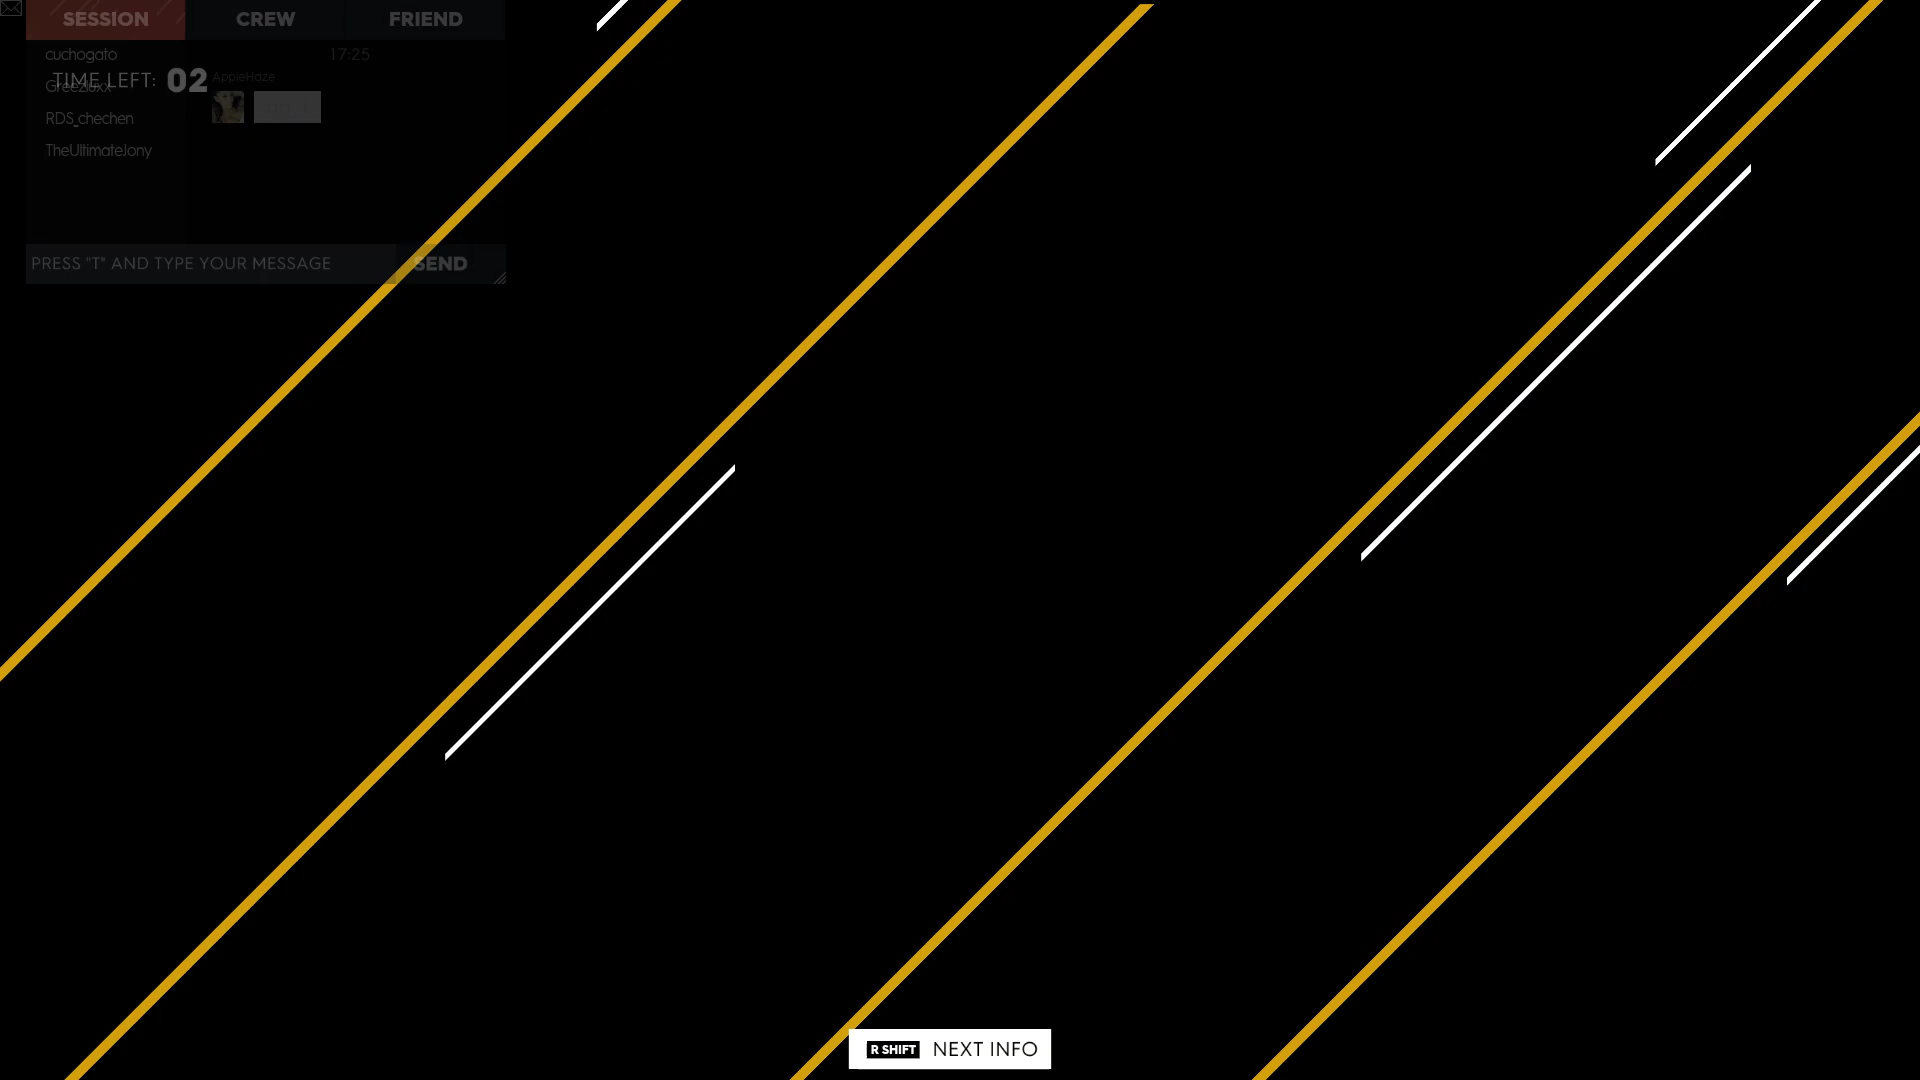 SESSION CREW FRIEND
cuchogato 17:25
TIME LEFT: 02 AppleHaze
Greeziuxx
RDS_chechen
TheUltimateJony
PRESS "T" AND TYPE YOUR MESSAGE SEND
R SHIFT NEXT INFO